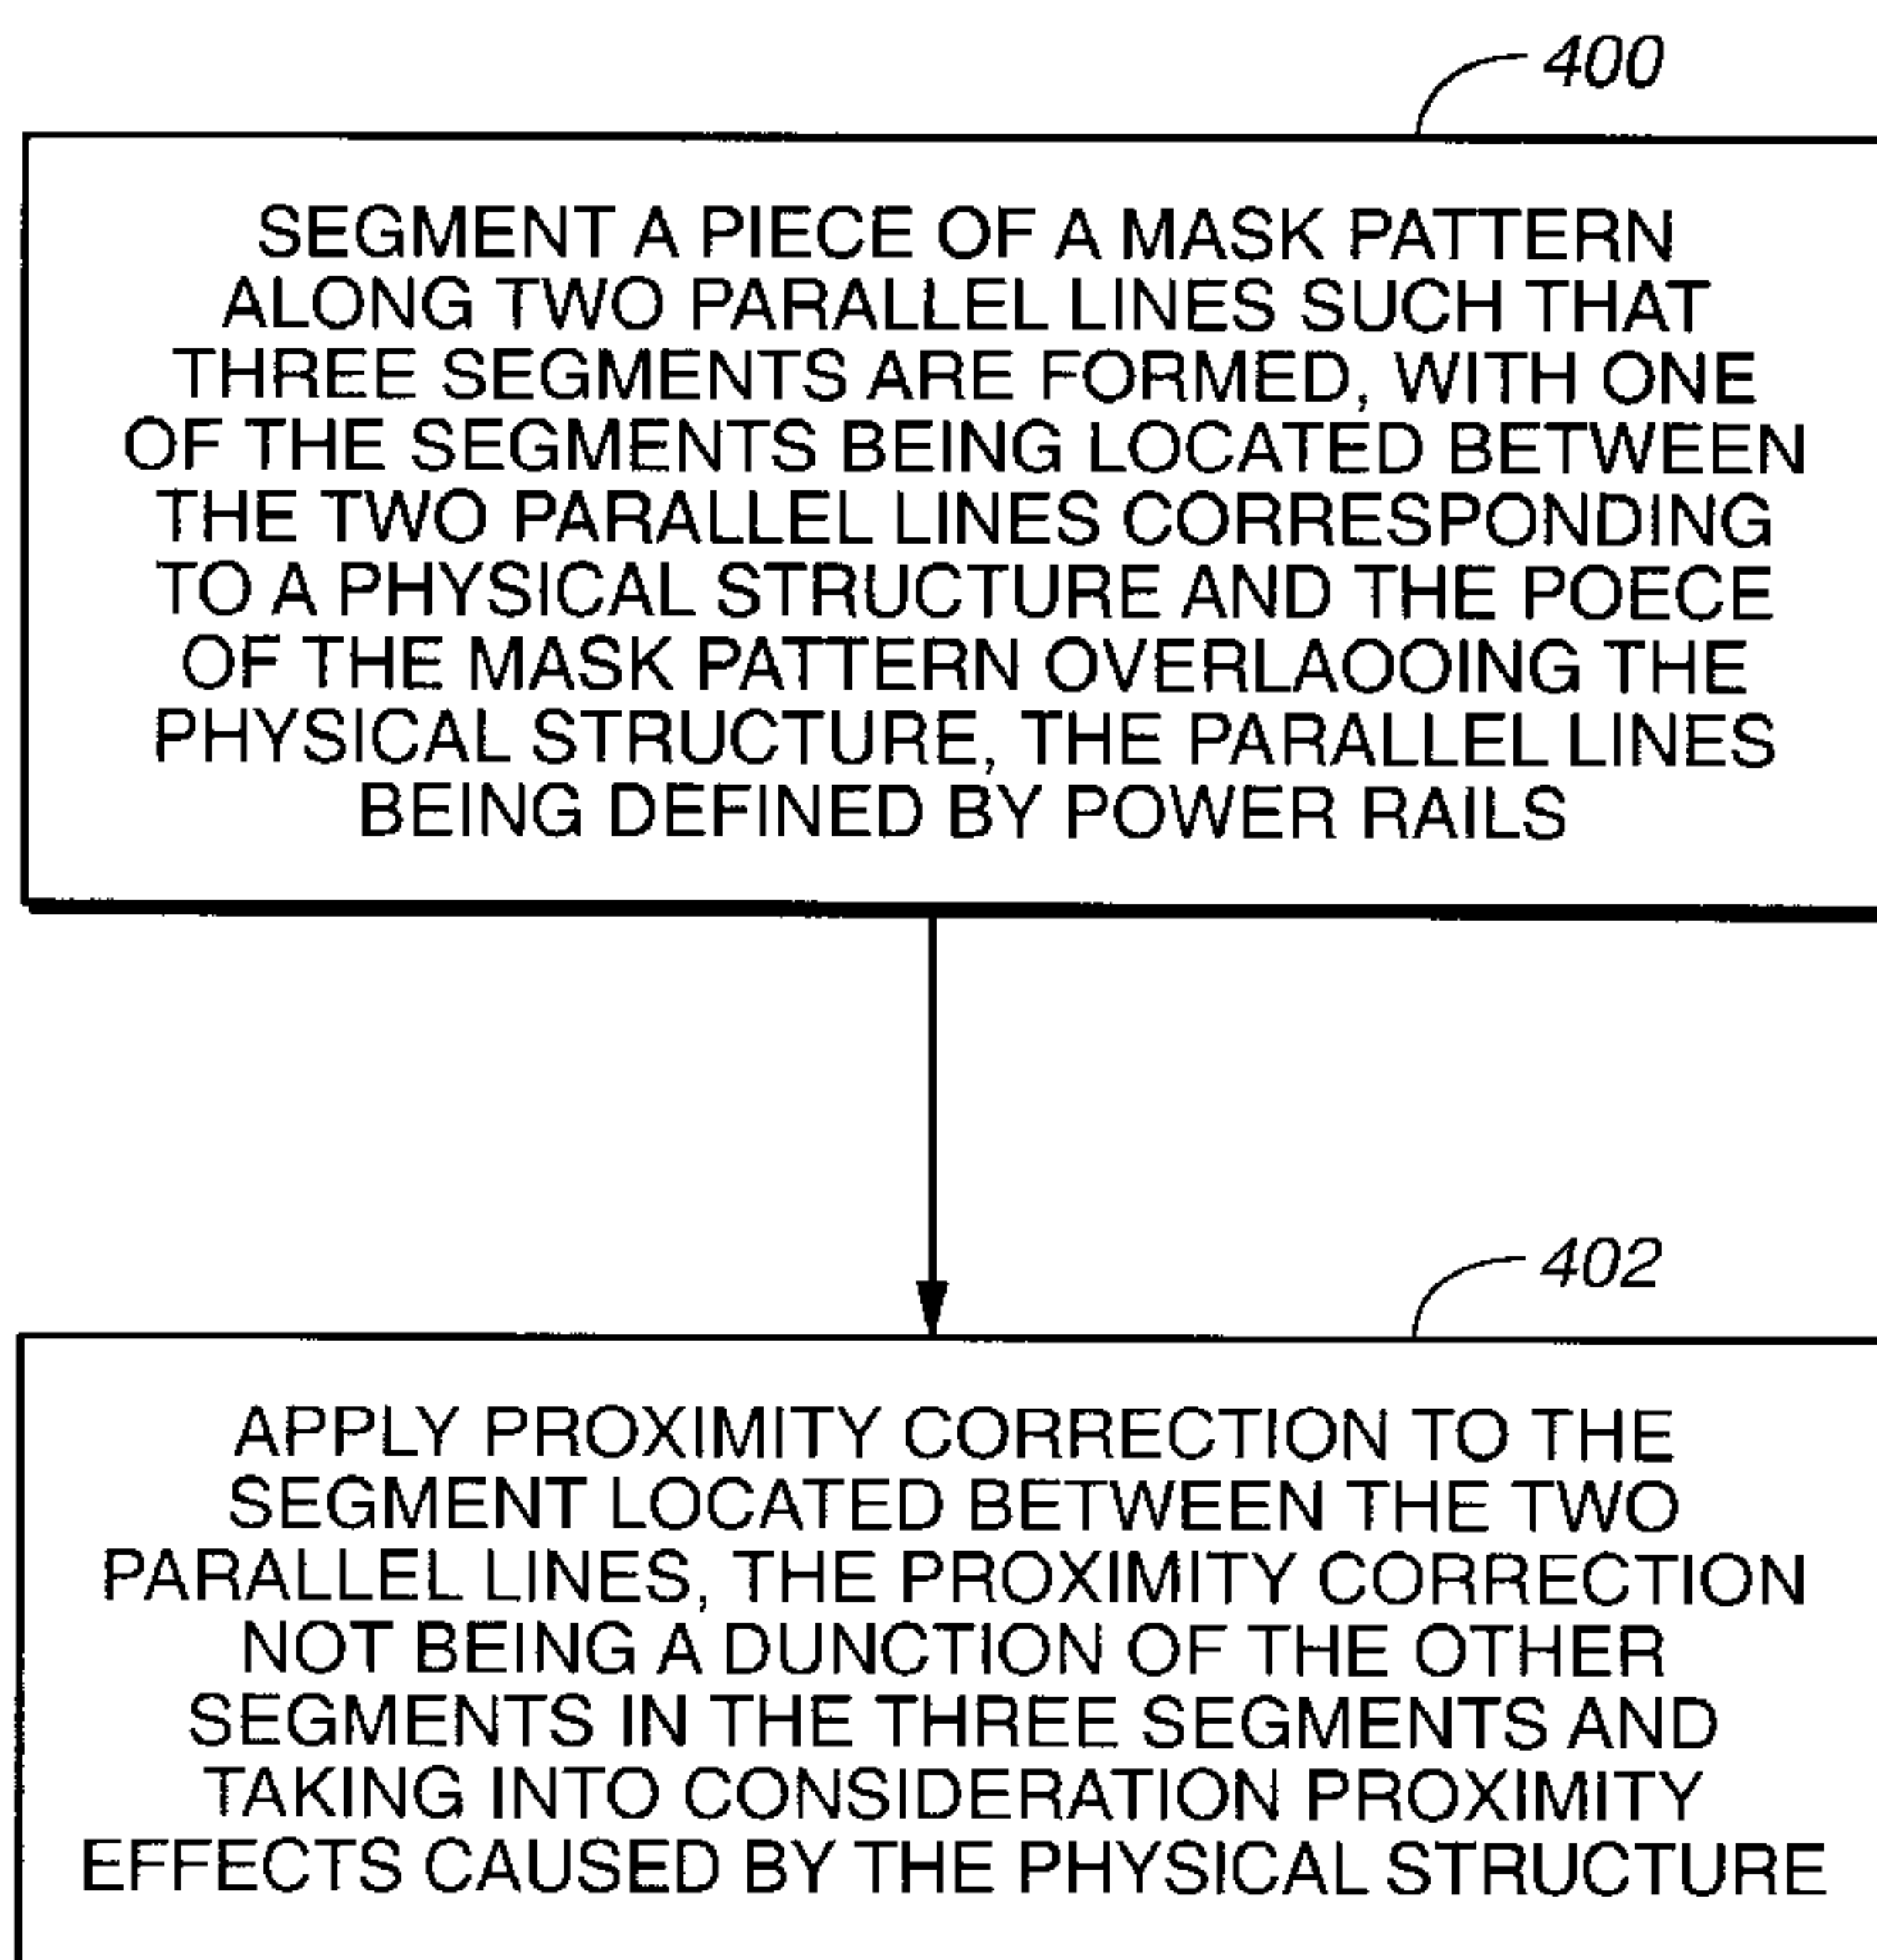 400
SEGMENT A PIECE OF A MASK PATTERN
ALONG TWO PARALLEL LINES SUCH THAT
THREE SEGMENTS ARE FORMED, WITH ONE
OF THE SEGMENTS BEING LOCATED BETWEEN
THE TWO PARALLEL LINES CORRESPONDING
TO A PHYSICAL STRUCTURE AND THE POECE
OF THE MASK PATTERN OVERLAOOING THE
PHYSICAL STRUCTURE, THE PARALLEL LINES
BEING DEFINED BY POWER RAILS
402
APPLY PROXIMITY CORRECTION TO THE
SEGMENT LOCATED BETWEEN THE TWO
PARALLEL LINES, THE PROXIMITY CORRECTION
NOT BEING A DUNCTION OF THE OTHER
SEGMENTS IN THE THREE SEGMENTS AND
TAKING INTO CONSIDERATION PROXIMITY
EFFECTS CAUSED BY THE PHYSICAL STRUCTURE